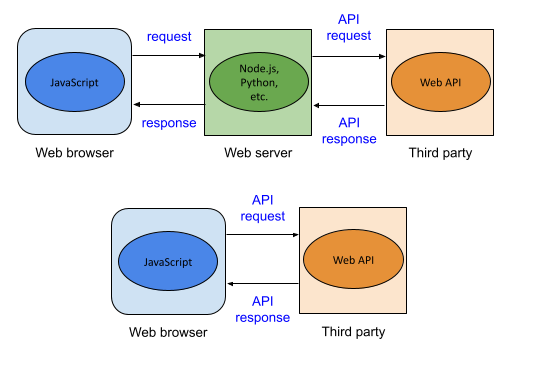 API
request
request
JavaScript
Node.js,
Python,
etc.
Web API
response
API
response
Web browser
Web server
Third party
API
request
JavaScript
Web API
API
response
Web browser
Third party